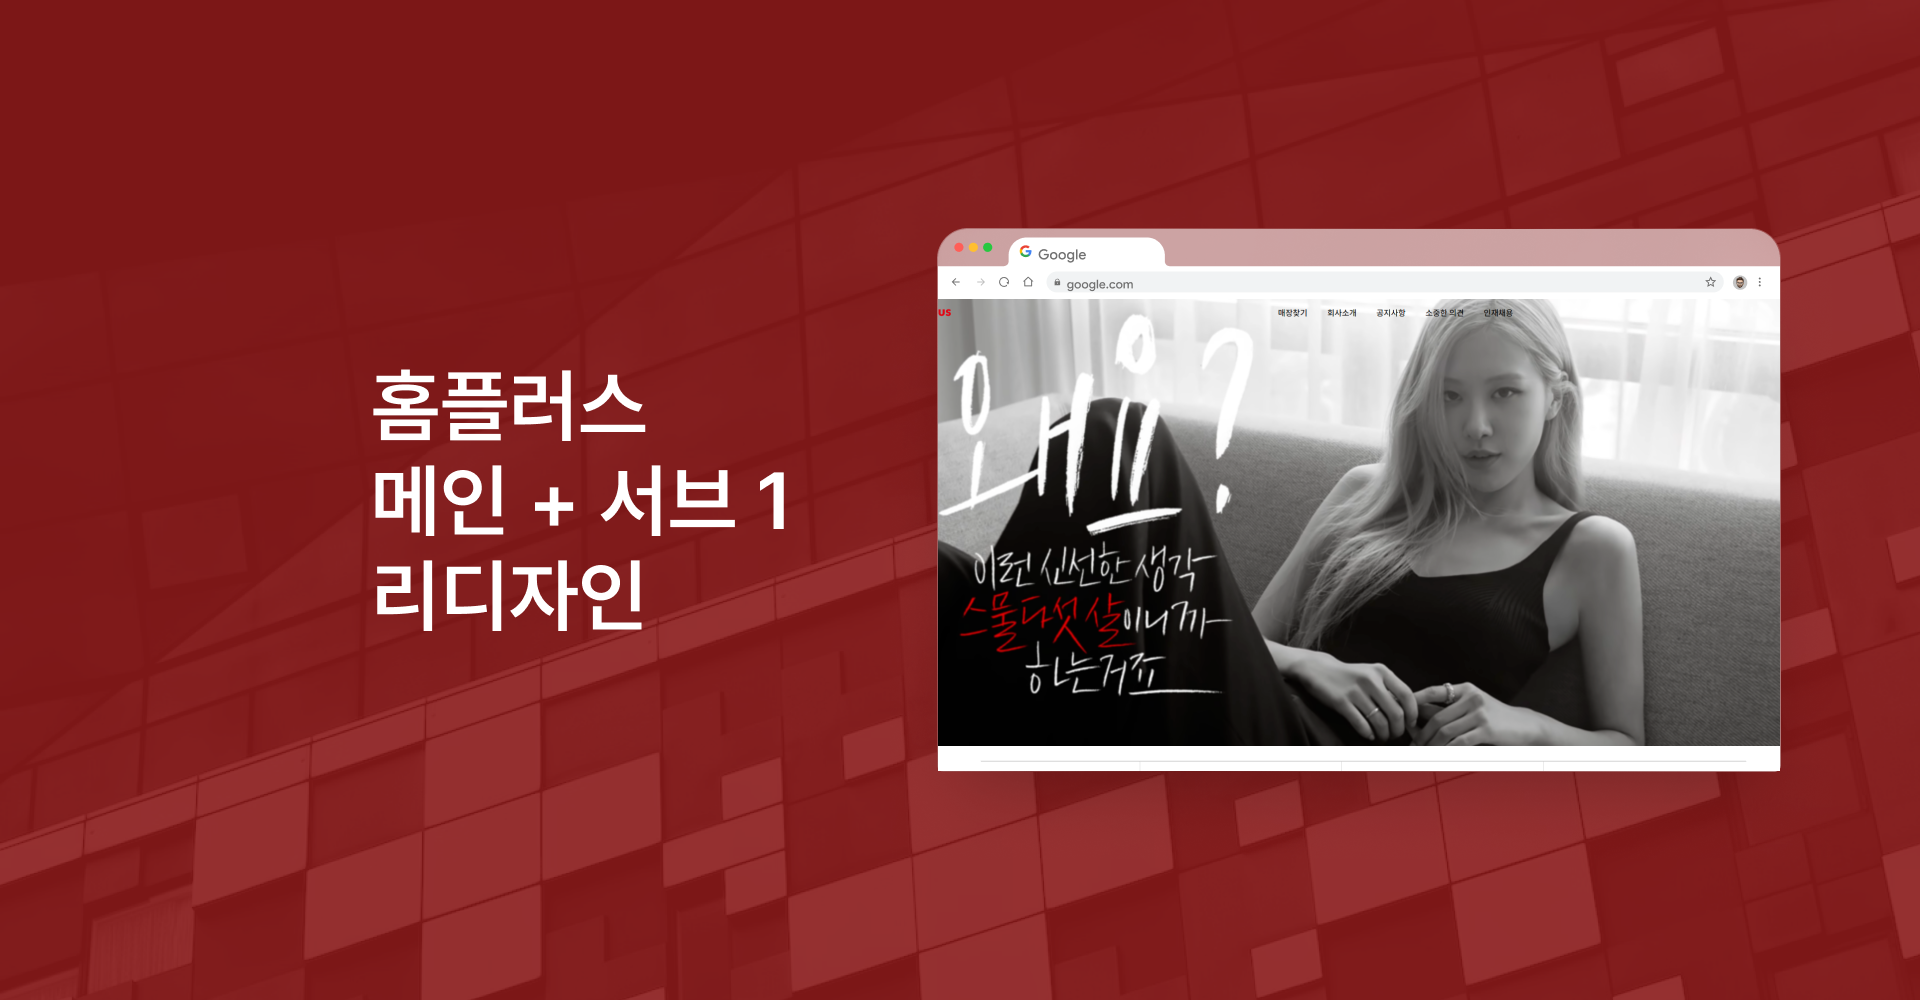 홈플러스
메인 + 서브 1
리디자인
Google
google.com
US
매장찾기 회사소개 공지사항 소중한 의견 인재채용
왜요?
이런 신선한 생각
스물다섯 살이니까
하는거죠